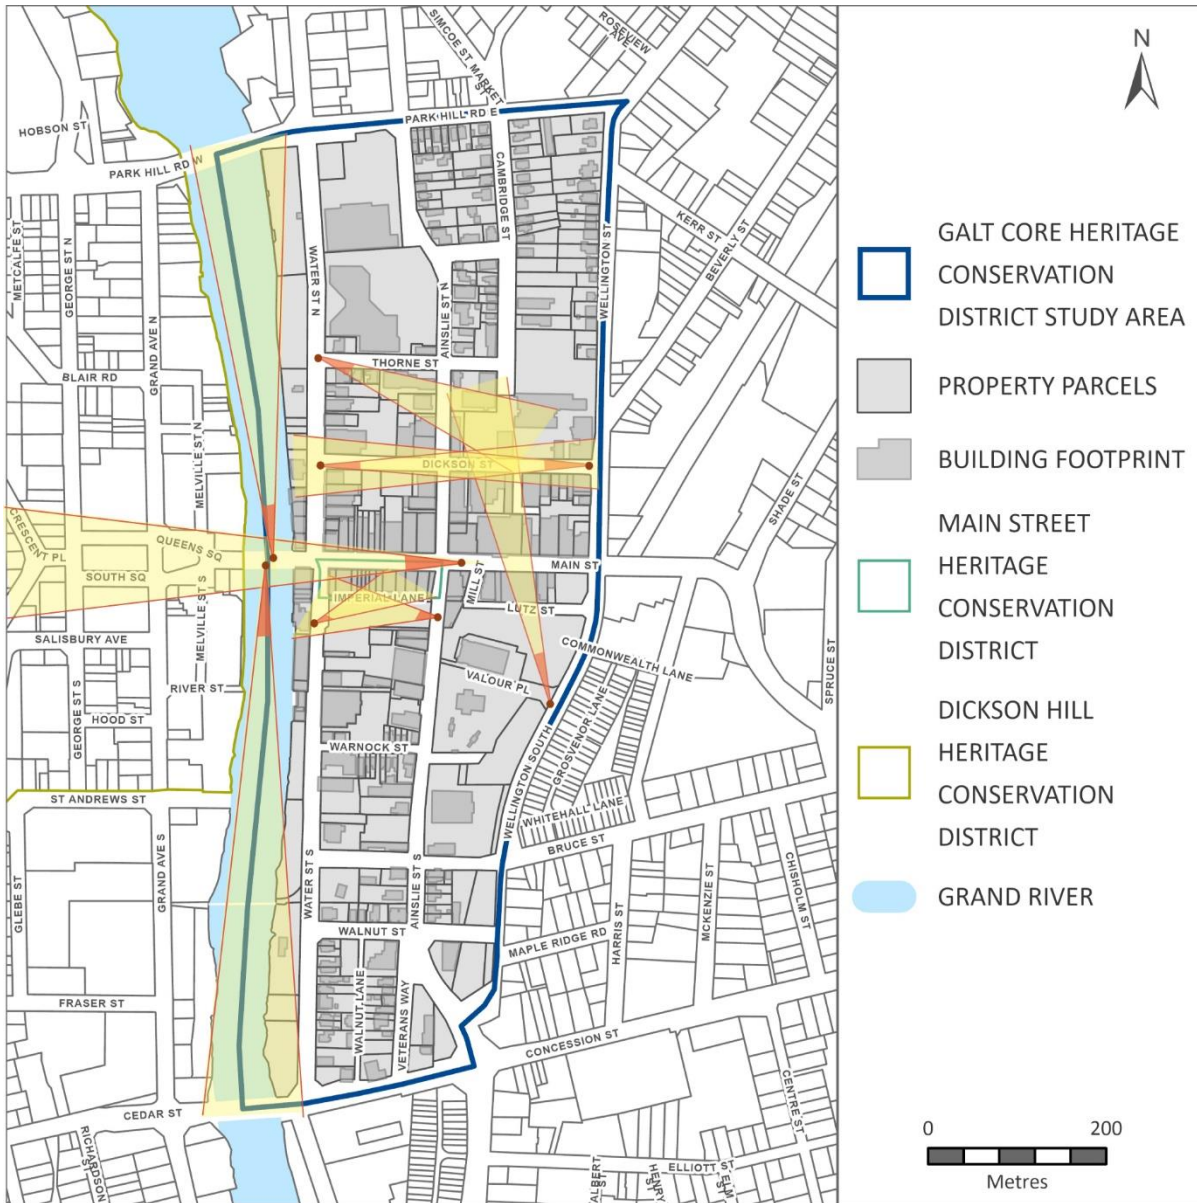 SIMCOE ST
MARKET ST
ROSEVIEW AVE
N
HOBSON ST
PARK HILL RD E
PARK HILL RD W
CAMBRIDGE ST
KERR ST
BEVERLY ST
METCALFE ST
GEORGE ST N
GRAND AVE N
WATER ST N
AINSLIE ST N
WELLINGTON ST
BLAIR RD
MELVILLE ST N
THORNE ST
DICKSON ST
SHADE ST
CRESCENT PL
QUEENS SQ
SOUTH SQ
MAIN ST
MILL ST
IMPERIAL LANE
LUTZ ST
MELVILLE ST S
SALISBURY AVE
COMMONWEALTH LANE
SPRUCE ST
VALOUR PL
RIVER ST
GEORGE ST S
HOOD ST
GROSVENOR LANE
WARNOCK ST
WELLINGTON SOUTH
ST ANDREWS ST
WHITEHALL LANE
BRUCE ST
GLEBE ST
GRAND AVE S
WATER ST S
AINSLIE ST S
HARRIS ST
MCKENZIE ST
CHISHOLM ST
WALNUT ST
MAPLE RIDGE RD
FRASER ST
WALNUT LANE
VETERANS WAY
CONCESSION ST
CENTRE ST
CEDAR ST
RICHARDSON ST
ELLIOTT ST
ALBERT ST
HENRY ST
ELM ST
GALT CORE HERITAGE
CONSERVATION
DISTRICT STUDY AREA
PROPERTY PARCELS
BUILDING FOOTPRINT
MAIN STREET
HERITAGE
CONSERVATION
DISTRICT
DICKSON HILL
HERITAGE
CONSERVATION
DISTRICT
GRAND RIVER
0 200
Metres